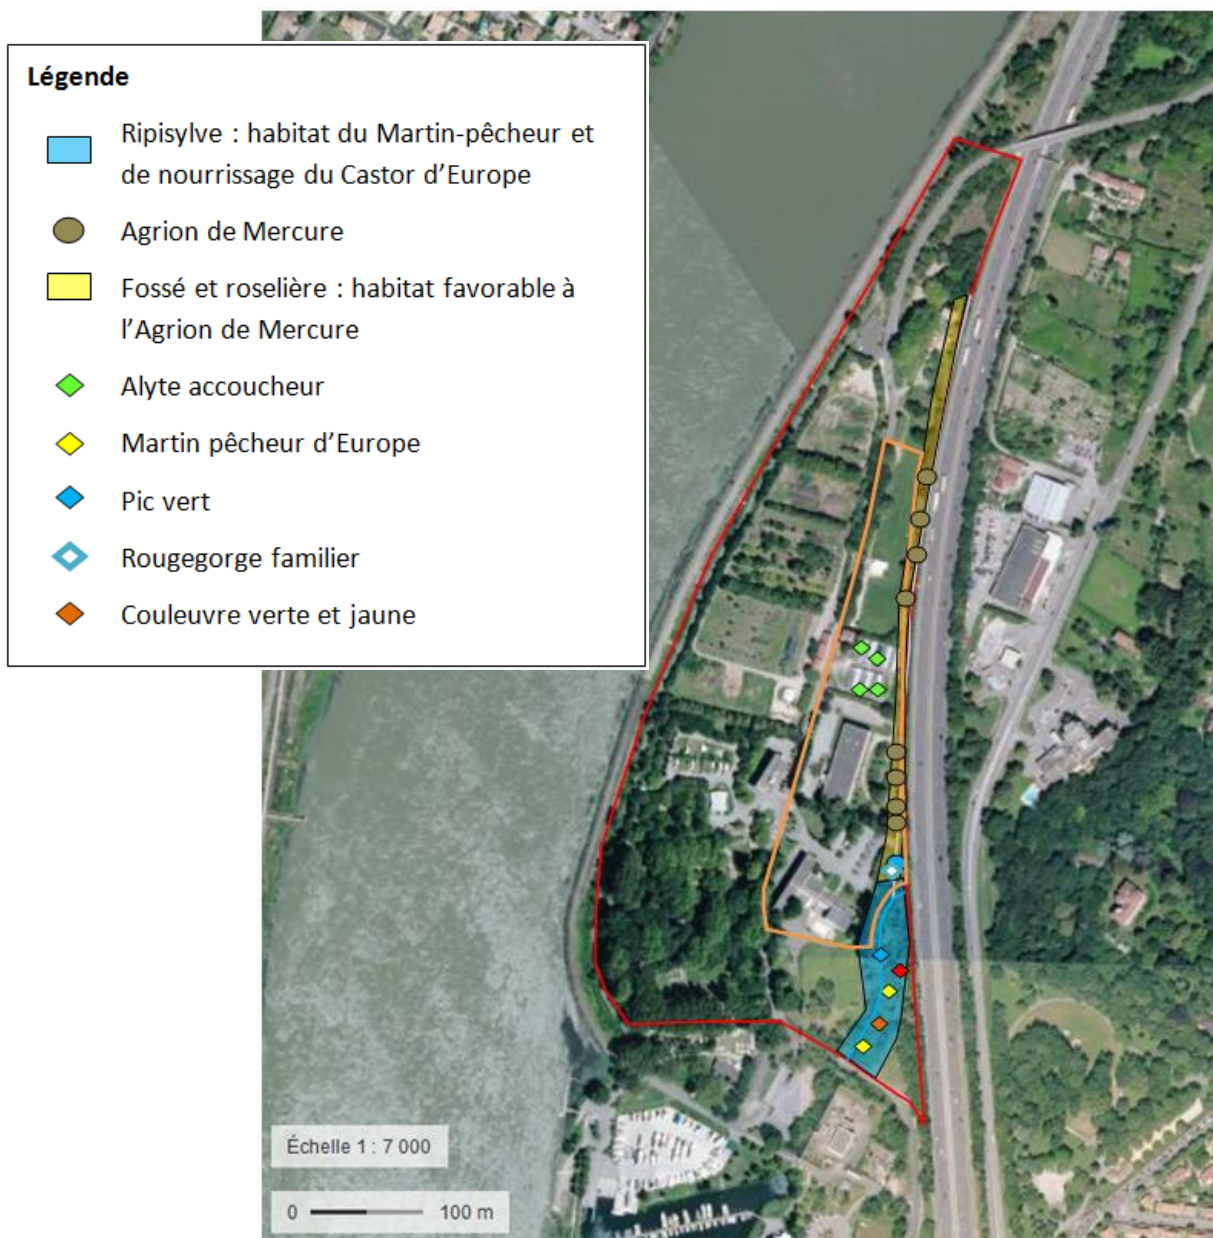 Légende
Ripisylve : habitat du Martin-pêcheur et
de nourrissage du Castor d’Europe
Agrion de Mercure
Fossé et roselière : habitat favorable à
l’Agrion de Mercure
Alyte accoucheur
Martin pêcheur d’Europe
Pic vert
Rougegorge familier
Couleuvre verte et jaune
Échelle 1 : 7 000
0 100 m